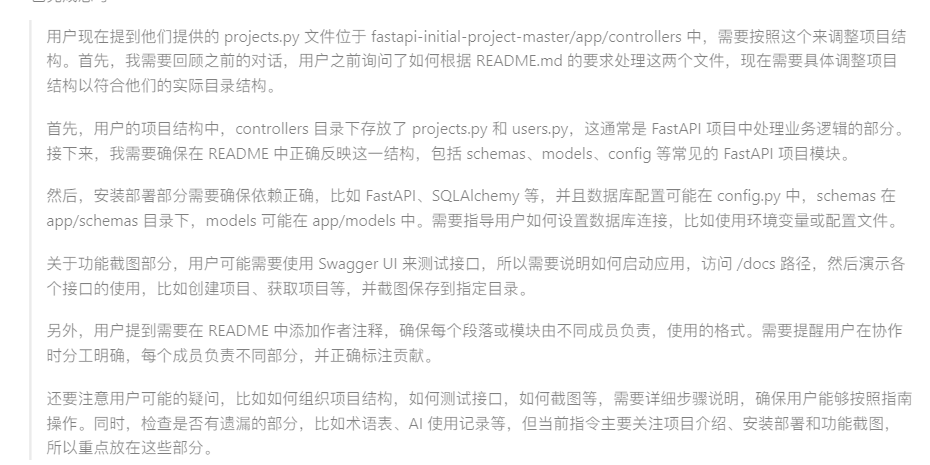 用户现在提到他们提供的 projects.py 文件位于 fastapi-initial-project-master/app/controllers 中，需要按照这个来调整项目结
构。首先，我需要回顾之前的对话，用户之前询问了如何根据 README.md 的要求处理这两个文件，现在需要具体调整项目
结构以符合他们的实际目录结构。
首先，用户的项目结构中，controllers 目录下存放了 projects.py 和 users.py，这通常是 FastAPI 项目中处理业务逻辑的部分。
接下来，我需要确保在 README 中正确反映这一结构，包括 schemas、models、config 等常见的 FastAPI 项目模块。
然后，安装部署部分需要确保依赖正确，比如 FastAPI、SQLAlchemy 等，并且数据库配置可能在 config.py 中，schemas 在
app/schemas 目录下，models 可能在 app/models 中。需要指导用户如何设置数据库连接，比如使用环境变量或配置文件。
关于功能截图部分，用户可能需要使用 Swagger UI 来测试接口，所以需要说明如何启动应用，访问 /docs 路径，然后演示各
个接口的使用，比如创建项目、获取项目等，并截图保存到指定目录。
另外，用户提到需要在 README 中添加作者注释，确保每个段落或模块由不同成员负责，使用的格式。需要提醒用户在协作
时分工明确，每个成员负责不同部分，并正确标注贡献。
还要注意用户可能的疑问，比如如何组织项目结构，如何测试接口，如何截图等，需要详细步骤说明，确保用户能够按照指南
操作。同时，检查是否有遗漏的部分，比如术语表、AI 使用记录等，但当前指令主要关注项目介绍、安装部署和功能截图，
所以重点放在这些部分。